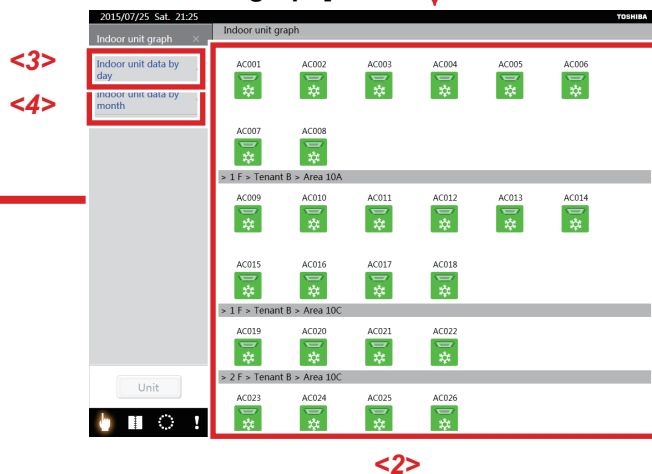 2015/07/25 Sat. 21:25
TOSHIBA
Indoor unit graph ×
Indoor unit graph
<3>
Indoor unit data by
day
<4>
Indoor unit data by
month
AC001 AC002 AC003 AC004 AC005 AC006
AC007 AC008
> 1 F > Tenant B > Area 10A
AC009 AC010 AC011 AC012 AC013 AC014
AC015 AC016 AC017 AC018
> 1 F > Tenant B > Area 10C
AC019 AC020 AC021 AC022
> 2 F > Tenant B > Area 10C
AC023 AC024 AC025 AC026
Unit
!
<2>